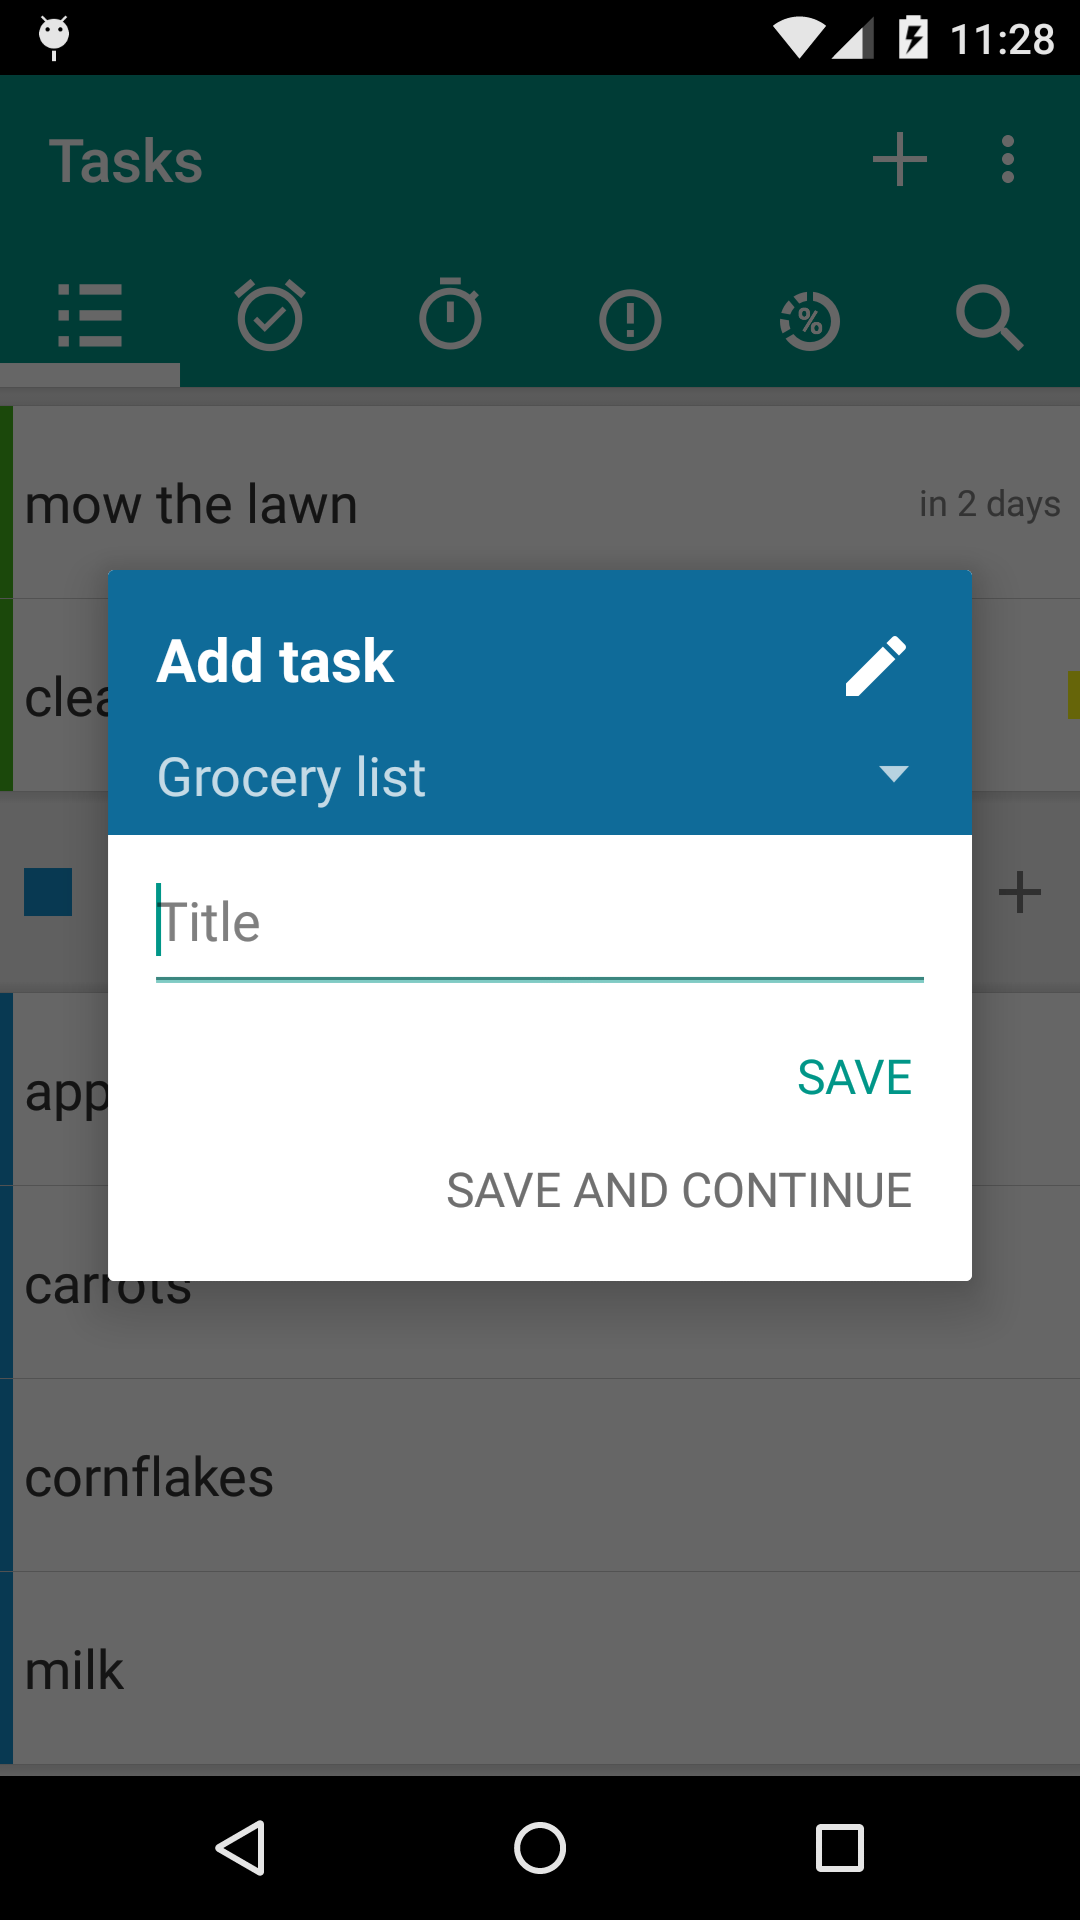 11:28
Tasks
%
mow the lawn
in 2 days
clea
Add task
Grocery list
Title
SAVE
SAVE AND CONTINUE
app
carrots
cornflakes
milk